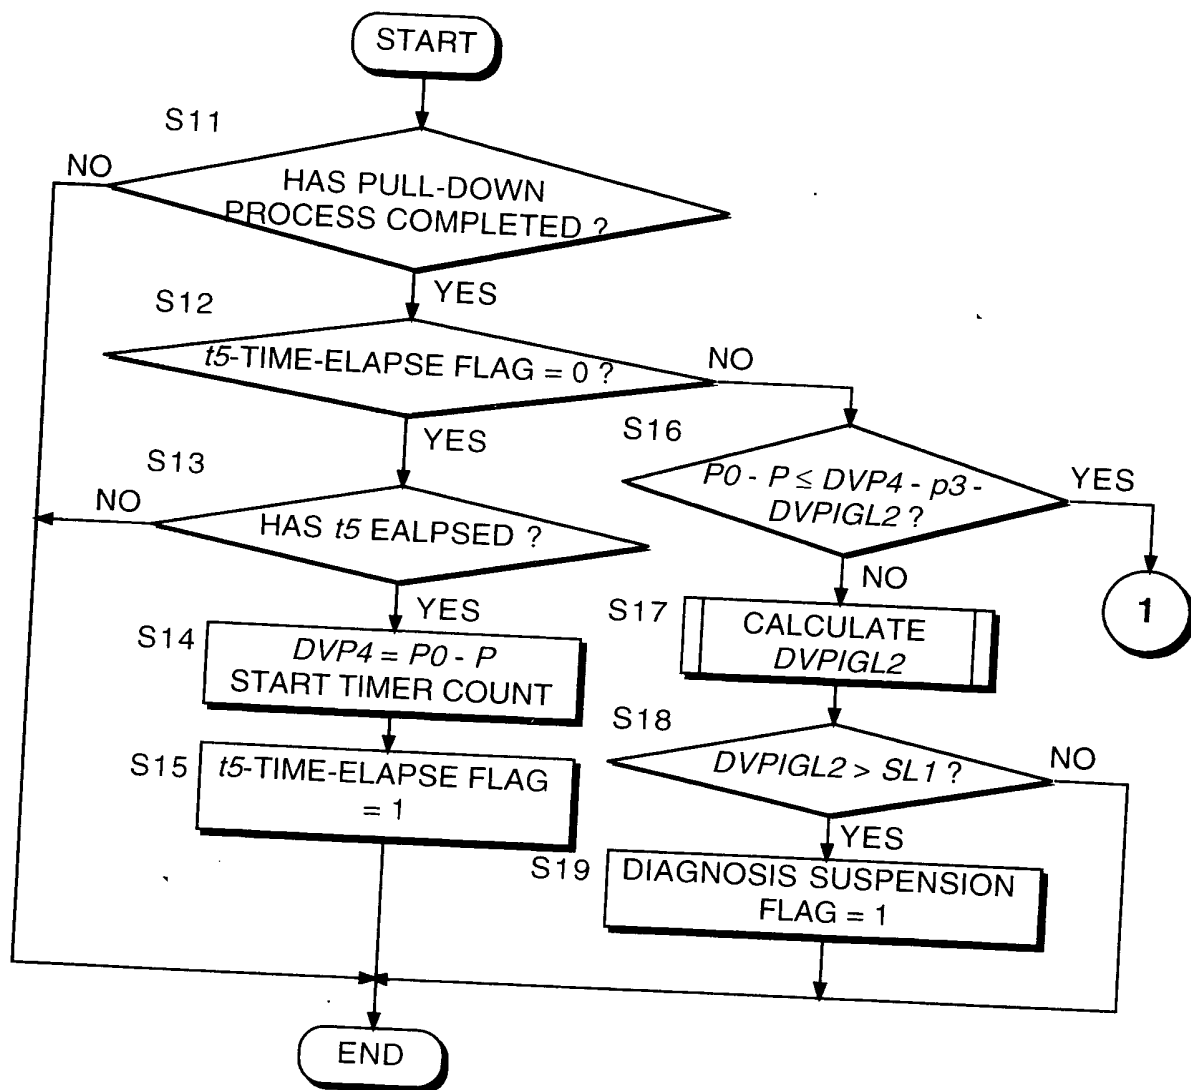 START
S11
NO
HAS PULL-DOWN
PROCESS COMPLETED ?
YES
S12
t5-TIME-ELAPSE FLAG = 0 ?
NO
YES
S13
NO
HAS t5 EALPSED ?
YES
S14
DVP4 = P0 - P
START TIMER COUNT
S15
t5-TIME-ELAPSE FLAG
= 1
S16
P0 - P ≤ DVP4 - p3 -
DVPIGL2 ?
YES
1
NO
S17
CALCULATE
DVPIGL2
S18
DVPIGL2 > SL1 ?
NO
YES
S19
DIAGNOSIS SUSPENSION
FLAG = 1
END